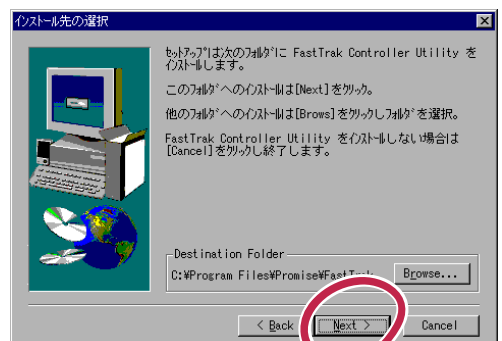 インストール先の選択
ｾｯﾄｱｯﾌﾟは次のﾌｫﾙﾀﾞに FastTrak Controller Utility を
ｲﾝｽﾄｰﾙします。
このﾌｫﾙﾀﾞへのｲﾝｽﾄｰﾙは[Next]をｸﾘｯｸ。
他のﾌｫﾙﾀﾞへのｲﾝｽﾄｰﾙは[Brows]をｸﾘｯｸしﾌｫﾙﾀﾞを選択。
FastTrak Controller Utility をｲﾝｽﾄｰﾙしない場合は
[Cancel]をｸﾘｯｸし終了します。
Destination Folder
C:¥Program Files¥Promise¥FastTrak
Browse...
< Back
Next >
Cancel